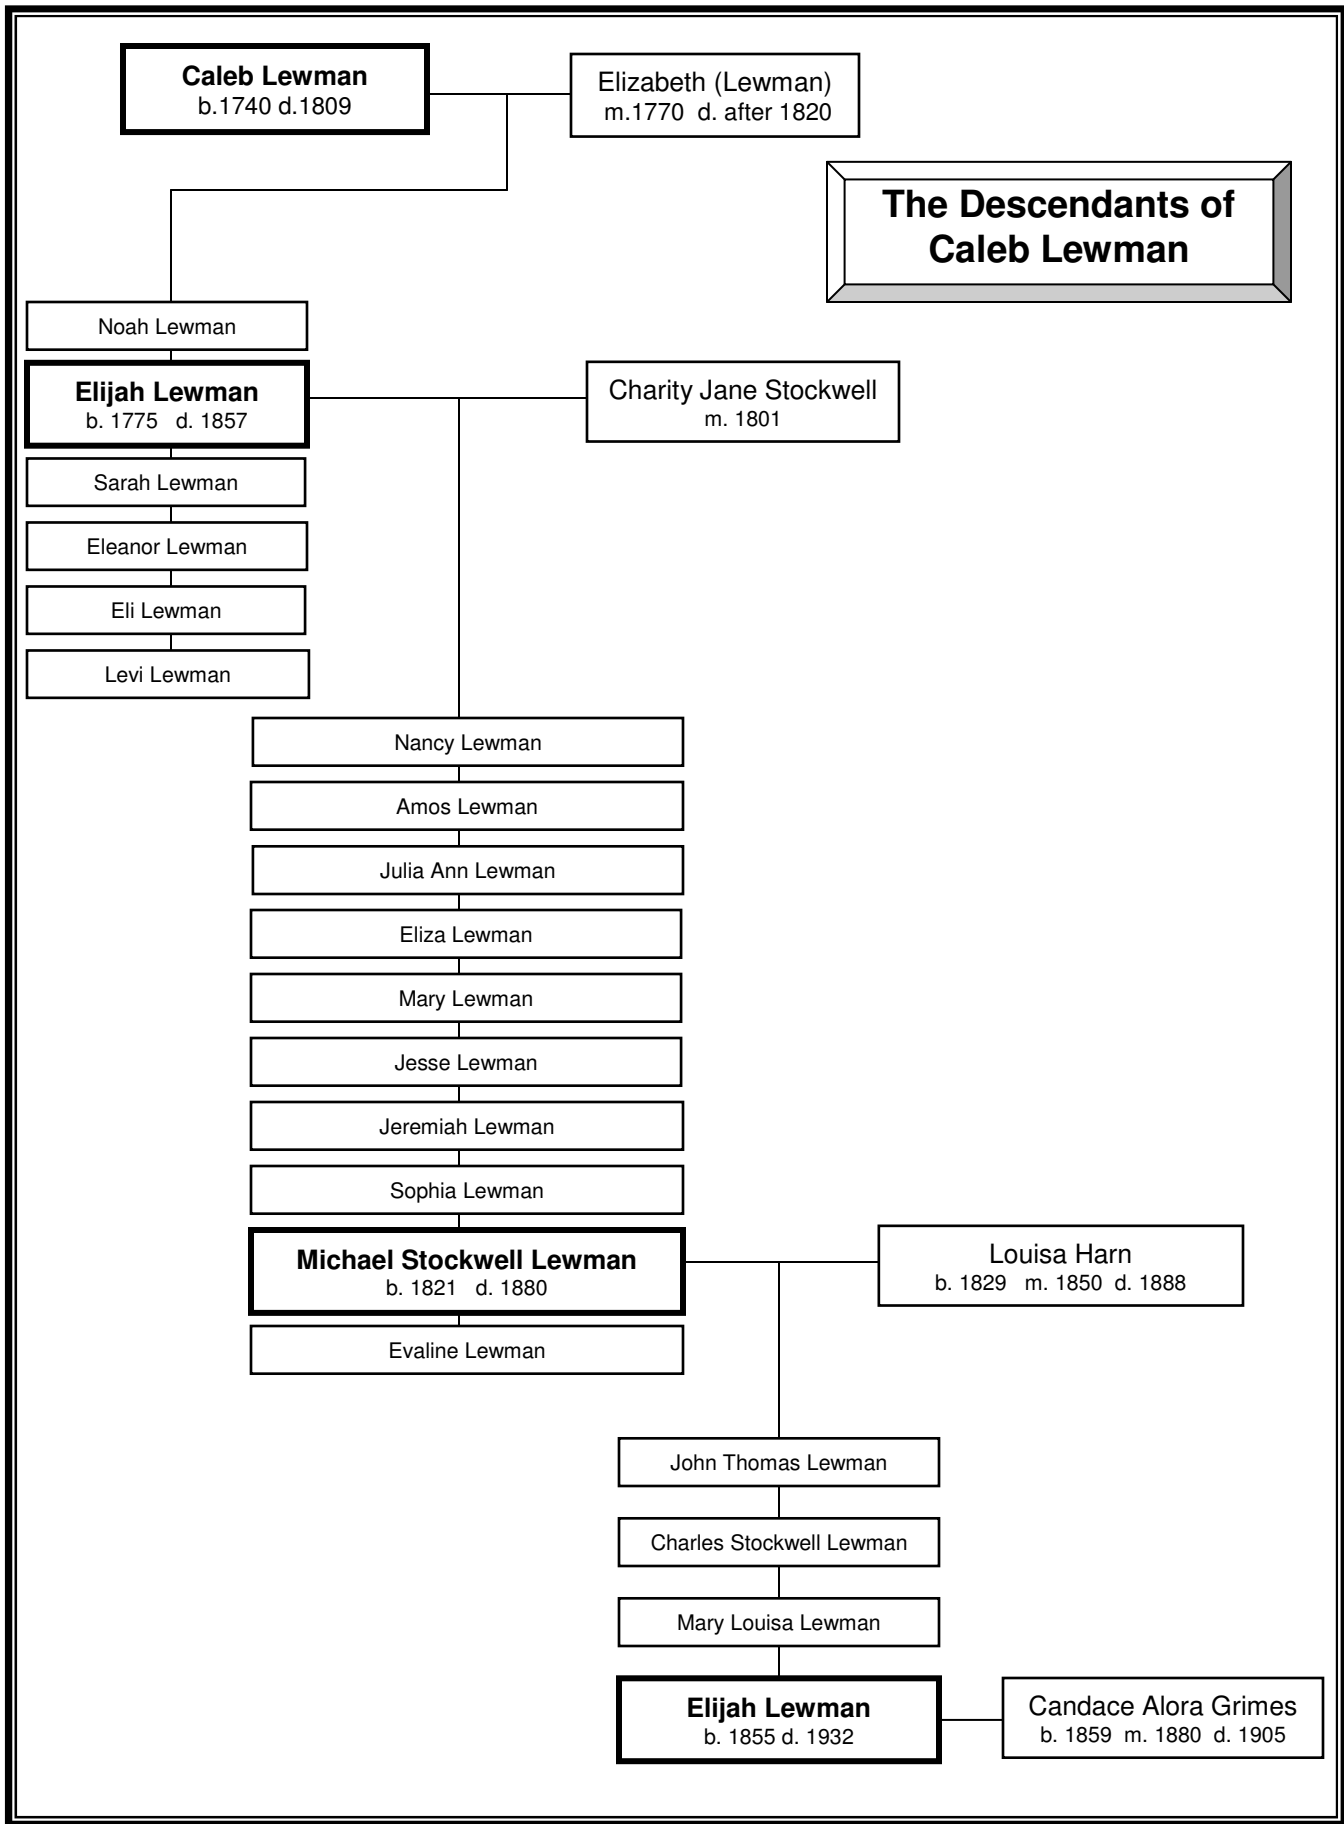 Caleb Lewman
b.1740 d.1809
Elizabeth (Lewman)
m.1770 d. after 1820
The Descendants of
Caleb Lewman
Noah Lewman
Elijah Lewman
b. 1775 d. 1857
Charity Jane Stockwell
m. 1801
Sarah Lewman
Eleanor Lewman
Eli Lewman
Levi Lewman
Nancy Lewman
Amos Lewman
Julia Ann Lewman
Eliza Lewman
Mary Lewman
Jesse Lewman
Jeremiah Lewman
Sophia Lewman
Michael Stockwell Lewman
b. 1821 d. 1880
Louisa Harn
b. 1829 m. 1850 d. 1888
Evaline Lewman
John Thomas Lewman
Charles Stockwell Lewman
Mary Louisa Lewman
Elijah Lewman
b. 1855 d. 1932
Candace Alora Grimes
b. 1859 m. 1880 d. 1905